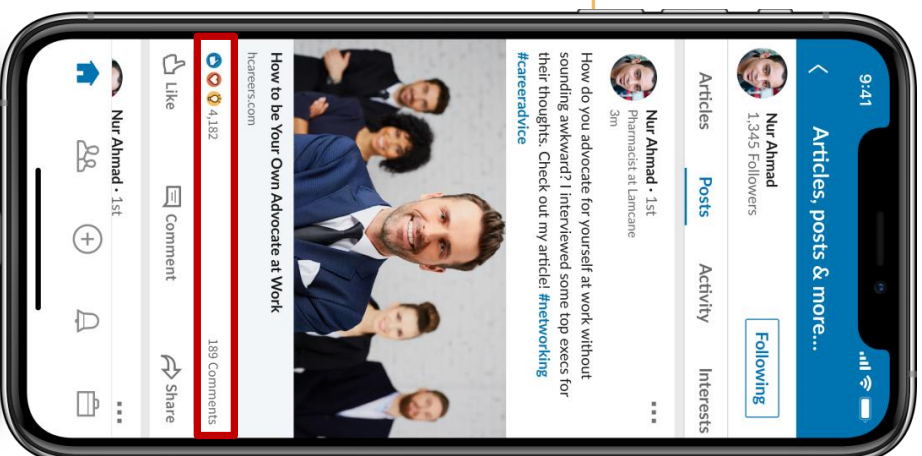 9:41
Articles, posts & more...
Nur Ahmad
1,345 Followers
Following
Articles
Posts
Activity
Interests
Nur Ahmad • 1st
Pharmacist at Lamcane
3m
How do you advocate for yourself at work without
sounding awkward? I interviewed some top execs for
their thoughts. Check out my article! #networking
#careeradvice
How to be Your Own Advocate at Work
hcareers.com
4,182
189 Comments
Like
Comment
Share
Nur Ahmad • 1st